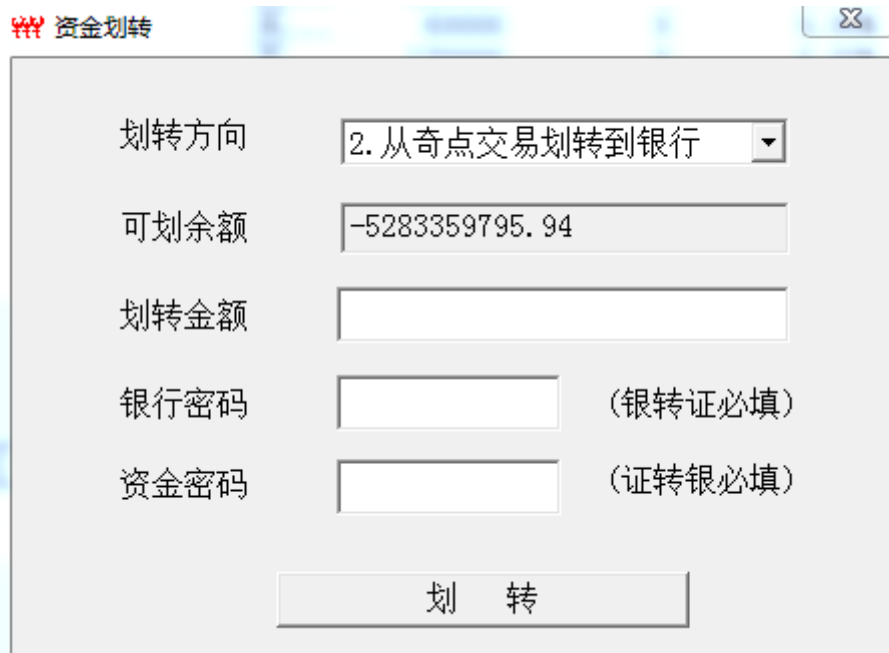 资金划转
划转方向 2.从奇点交易划转到银行
可划余额 -5283359795.94
划转金额
银行密码 (银转证必填)
资金密码 (证转银必填)
划 转